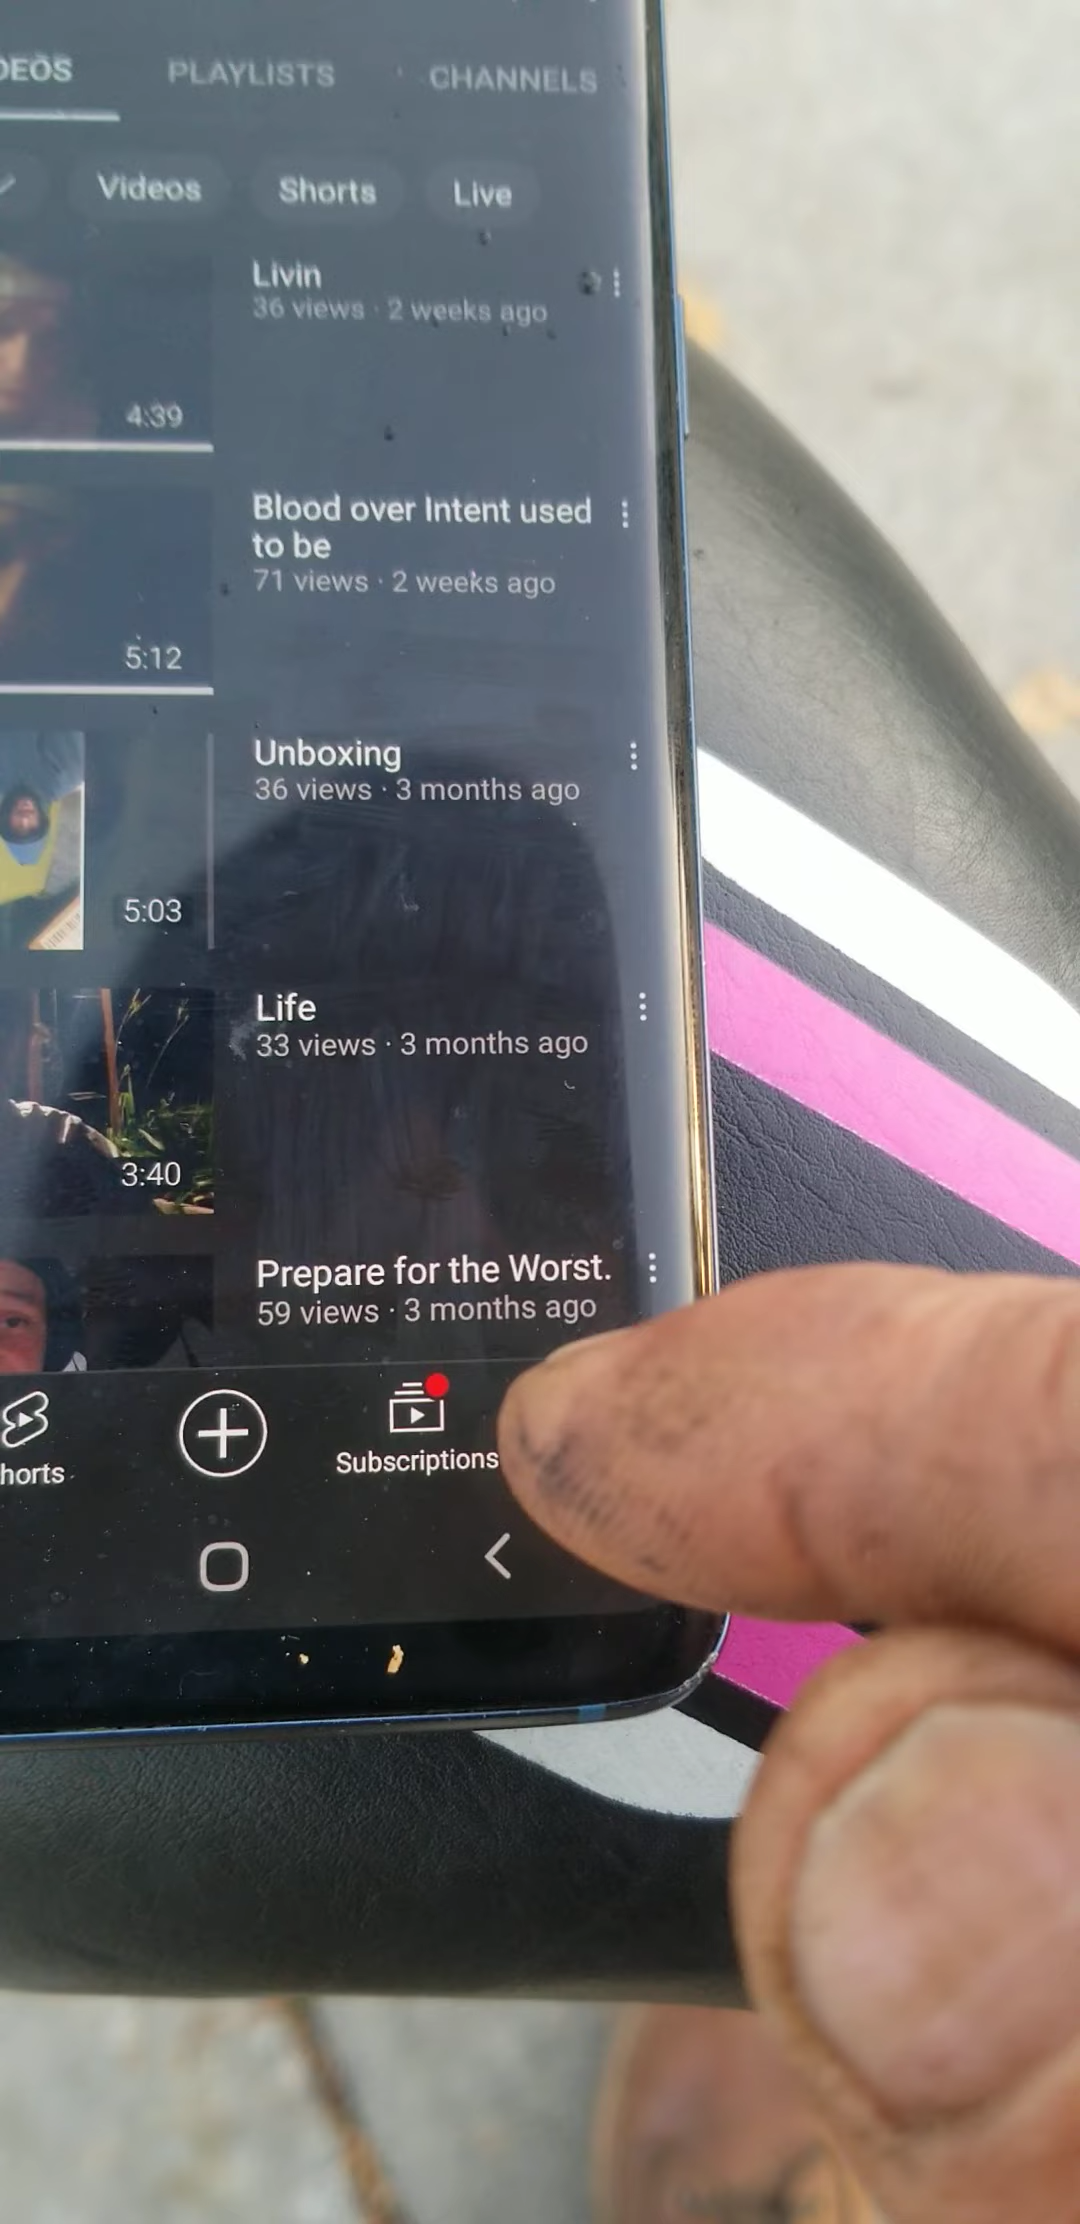 DEOS PLAYLISTS CHANNELS
Videos Shorts Live
Livin
36 views · 2 weeks ago
4:39
Blood over Intent used
to be
71 views · 2 weeks ago
5:12
Unboxing
36 views · 3 months ago
5:03
Life
33 views · 3 months ago
3:40
Prepare for the Worst.
59 views · 3 months ago
horts
Subscriptions